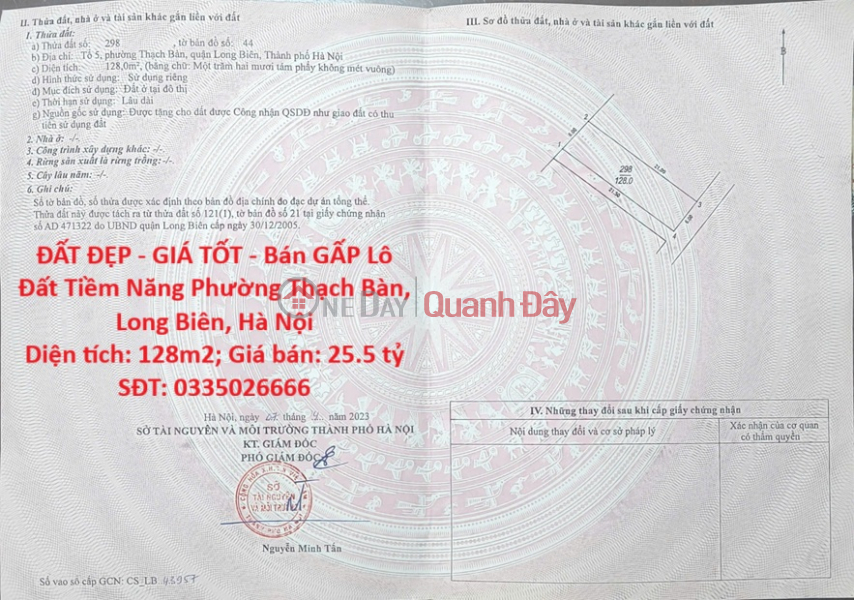 II. Thửa đất, nhà ở và tài sản khác gắn liền với đất
1. Thửa đất:
a) Thửa đất số: 298 , tờ bản đồ số: 44
b) Địa chỉ: Tổ 5, phường Thạch Bàn, quận Long Biên, Thành phố Hà Nội
c) Diện tích: 128,0m², (bằng chữ: Một trăm hai mươi tám phẩy không mét vuông)
d) Hình thức sử dụng: Sử dụng riêng
đ) Mục đích sử dụng: Đất ở tại đô thị
e) Thời hạn sử dụng: Lâu dài
g) Nguồn gốc sử dụng: Được tặng cho đất được Công nhận QSDĐ như giao đất có thu
tiền sử dụng đất
2. Nhà ở: -/-.
3. Công trình xây dựng khác: -/-.
4. Rừng sản xuất là rừng trồng: -/-.
5. Cây lâu năm: -/-.
6. Ghi chú:
Số tờ bản đồ, số thửa được xác định theo bản đồ địa chính đo đạc dự án tổng thể.
Thửa đất này được tách ra từ thửa đất số 121(1), tờ bản đồ số 21 tại giấy chứng nhận
số AD 471322 do UBND quận Long Biên cấp ngày 30/12/2005.
ĐẤT ĐẸP - GIÁ TỐT - Bán GẤP Lô
Đất Tiềm Năng Phường Thạch Bàn,
Long Biên, Hà Nội
Diện tích: 128m2; Giá bán: 25.5 tỷ
SĐT: 0335026666
Hà Nội, ngày tháng năm 2023
SỞ TÀI NGUYÊN VÀ MÔI TRƯỜNG THÀNH PHỐ HÀ NỘI
KT. GIÁM ĐỐC
PHÓ GIÁM ĐỐC
SỞ
TÀI NGUYÊN
Nguyễn Minh Tấn
Số vào sổ cấp GCN: CS_LB 43957
III. Sơ đồ thửa đất, nhà ở và tài sản khác gắn liền với đất
B
2
1
298
128.0
3
4
ONEDAY Quanh Đây
IV. Những thay đổi sau khi cấp giấy chứng nhận
Nội dung thay đổi và cơ sở pháp lý
Xác nhận của cơ quan
có thẩm quyền